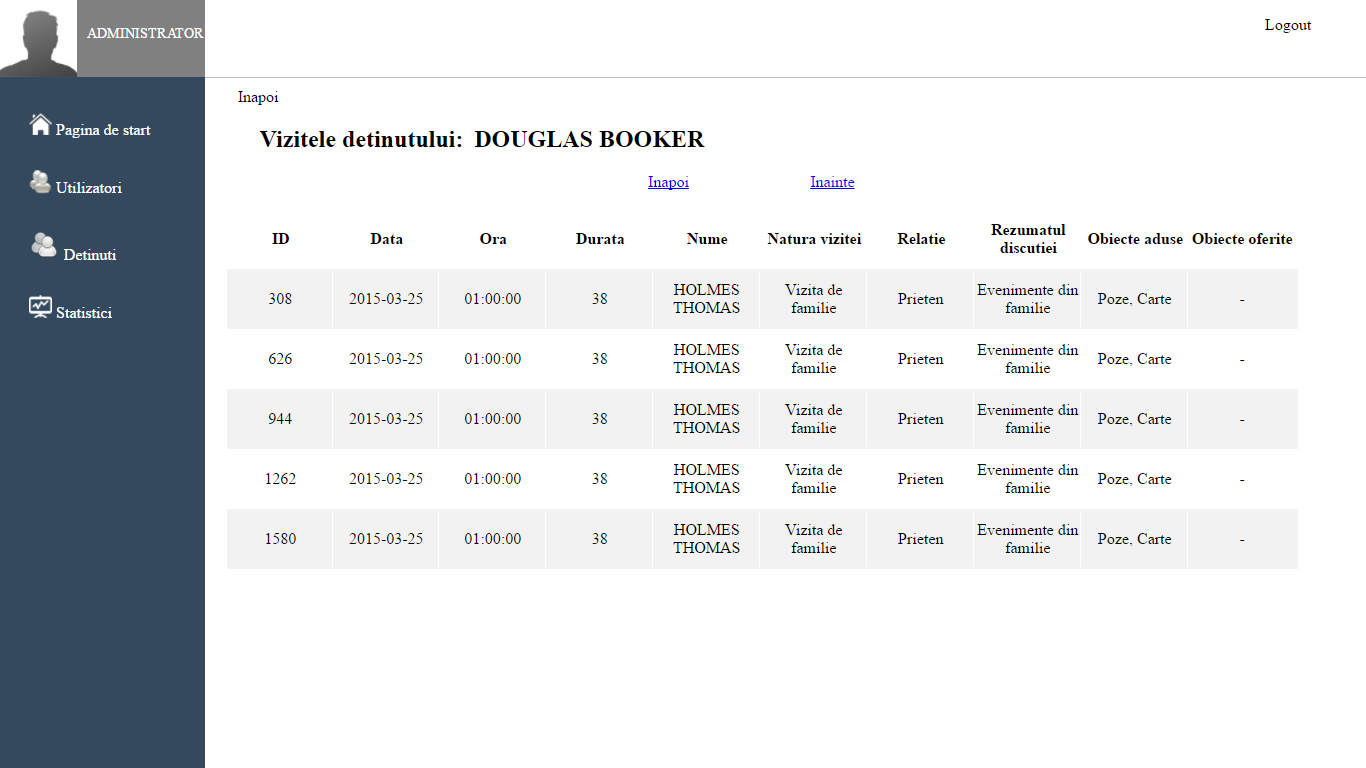 ADMINISTRATOR
Logout
Pagina de start
Utilizatori
Detinuti
Statistici
Inapoi
Vizitele detinutului: DOUGLAS BOOKER
Inapoi Inainte
ID Data Ora Durata Nume Natura vizitei Relatie Rezumatul discutiei Obiecte aduse Obiecte oferite
308 2015-03-25 01:00:00 38 HOLMES THOMAS Vizita de familie Prieten Evenimente din familie Poze, Carte -
626 2015-03-25 01:00:00 38 HOLMES THOMAS Vizita de familie Prieten Evenimente din familie Poze, Carte -
944 2015-03-25 01:00:00 38 HOLMES THOMAS Vizita de familie Prieten Evenimente din familie Poze, Carte -
1262 2015-03-25 01:00:00 38 HOLMES THOMAS Vizita de familie Prieten Evenimente din familie Poze, Carte -
1580 2015-03-25 01:00:00 38 HOLMES THOMAS Vizita de familie Prieten Evenimente din familie Poze, Carte -